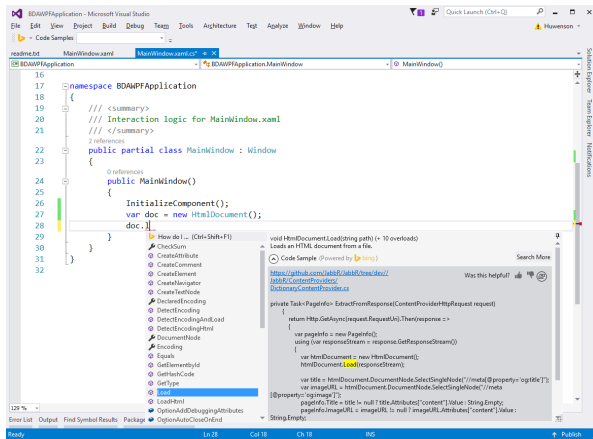 BDAWPFApplication - Microsoft Visual Studio
1
Quick Launch (Ctrl+Q)
File Edit View Project Build Debug Team Tools Architecture Test Analyze Window Help
Huwenson
Code Samples
readme.txt MainWindow.xaml MainWindow.xaml.cs*
BDAWPFApplication BDAWPFApplication.MainWindow MainWindow()
Solution Explorer Team Explorer Notifications
16
17 namespace BDAWPFApplication
18 {
19 /// <summary>
20 /// Interaction logic for MainWindow.xaml
21 /// </summary>
2 references
22 public partial class MainWindow : Window
23 {
0 references
24 public MainWindow()
25 {
26 InitializeComponent();
27 var doc = new HtmlDocument();
28 doc.l
29 }
30 }
31 }
32
How do I ... (Ctrl+Shift+F1)
CheckSum
CreateAttribute
CreateComment
CreateElement
CreateNavigator
CreateTextNode
DeclaredEncoding
DetectEncoding
DetectEncodingAndLoad
DetectEncodingHtml
DocumentNode
Encoding
Equals
GetElementbyId
GetHashCode
GetType
Load
LoadHtml
OptionAddDebuggingAttributes
OptionAutoCloseOnEnd
void HtmlDocument.Load(string path) (+ 10 overloads)
Loads an HTML document from a file.
Code Sample (Powered by bing) Search More
https://github.com/JabbR/JabbR/tree/dev//
JabbR/ContentProviders/
DictionaryContentProvider.cs
Was this helpful?
private Task<PageInfo> ExtractFromResponse(ContentProviderHttpRequest request)
{
return Http.GetAsync(request.RequestUri).Then(response =>
{
var pageInfo = new PageInfo();
using (var responseStream = response.GetResponseStream())
{
var htmlDocument = new HtmlDocument();
htmlDocument.Load(responseStream);
var title = htmlDocument.DocumentNode.SelectSingleNode("//meta[@property='og:title']");
var imageURL = htmlDocument.DocumentNode.SelectSingleNode("//meta
[@property='og:image']");
pageInfo.Title = title != null ? title.Attributes["content"].Value : String.Empty;
pageInfo.ImageURL = imageURL != null ? imageURL.Attributes["content"].Value :
String.Empty;
129 %
Error List Output Find Symbol Results Package
Ready Ln 28 Col 18 Ch 18 INS Publish